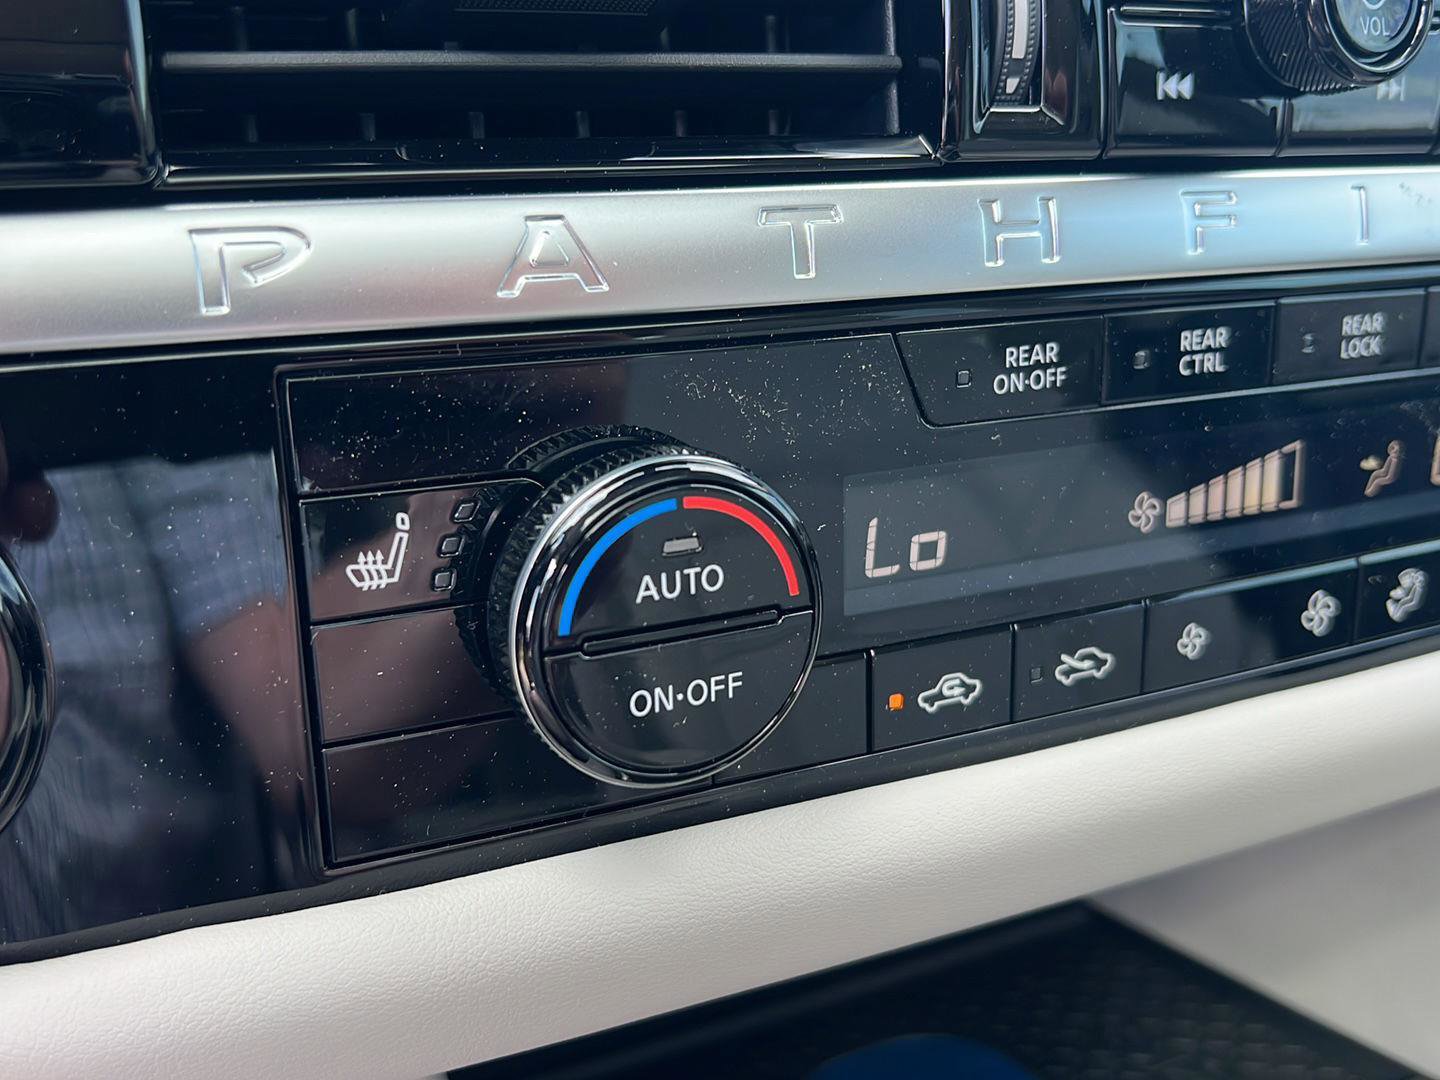 VOL
PATHFI
REAR
ON·OFF
REAR
CTRL
REAR
LOCK
AUTO
ON·OFF
Lo